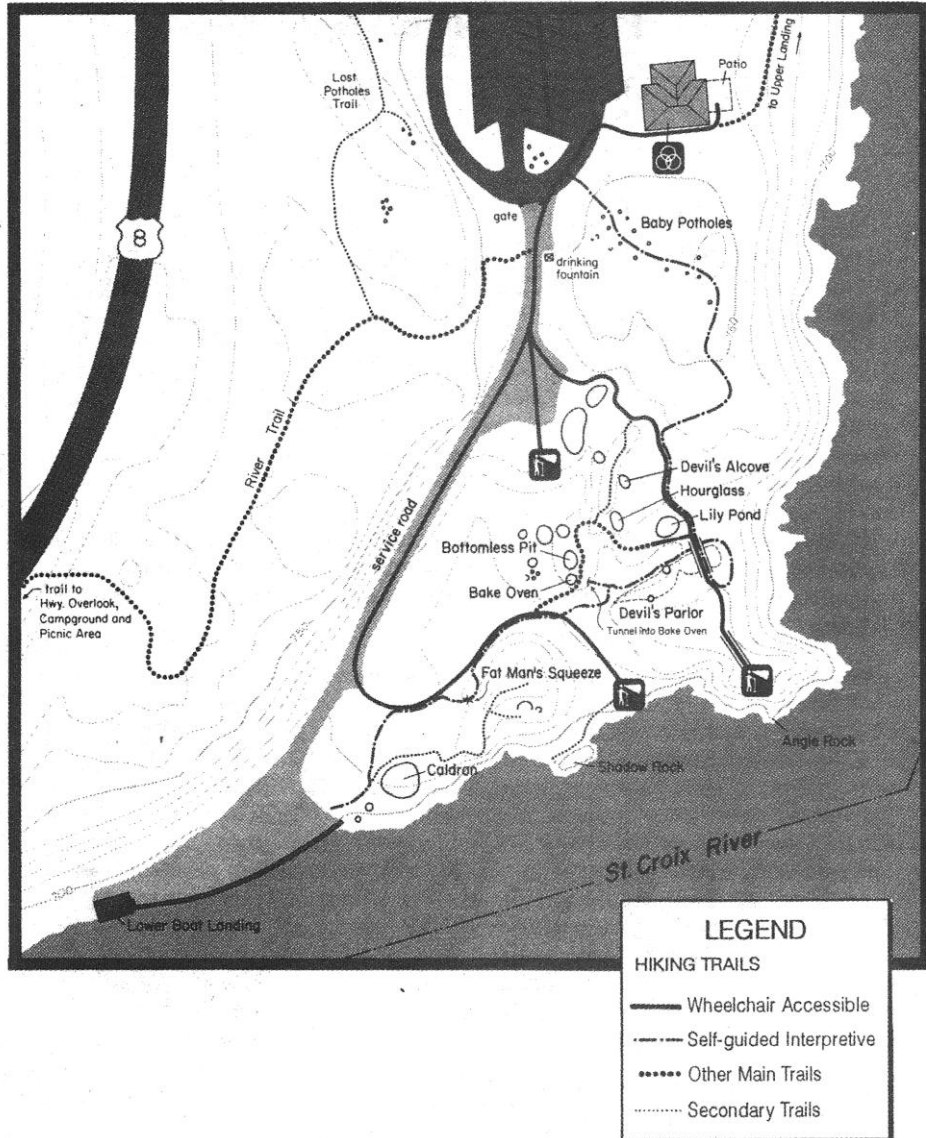 Lost
Potholes
Trail
Patio
to Upper Landing
8
gate
Baby Potholes
drinking
fountain
760
River Trail
service road
Devil's Alcove
Hourglass
Lily Pond
Bottomless Pit
Bake Oven
trail to
Hwy. Overlook,
Campground and
Picnic Area
Devil's Parlor
Tunnel into Bake Oven
Fat Man's Squeeze
Angle Rock
Caldron
Shadow Rock
St. Croix River
Lower Boat Landing
LEGEND
HIKING TRAILS
Wheelchair Accessible
Self-guided Interpretive
Other Main Trails
Secondary Trails